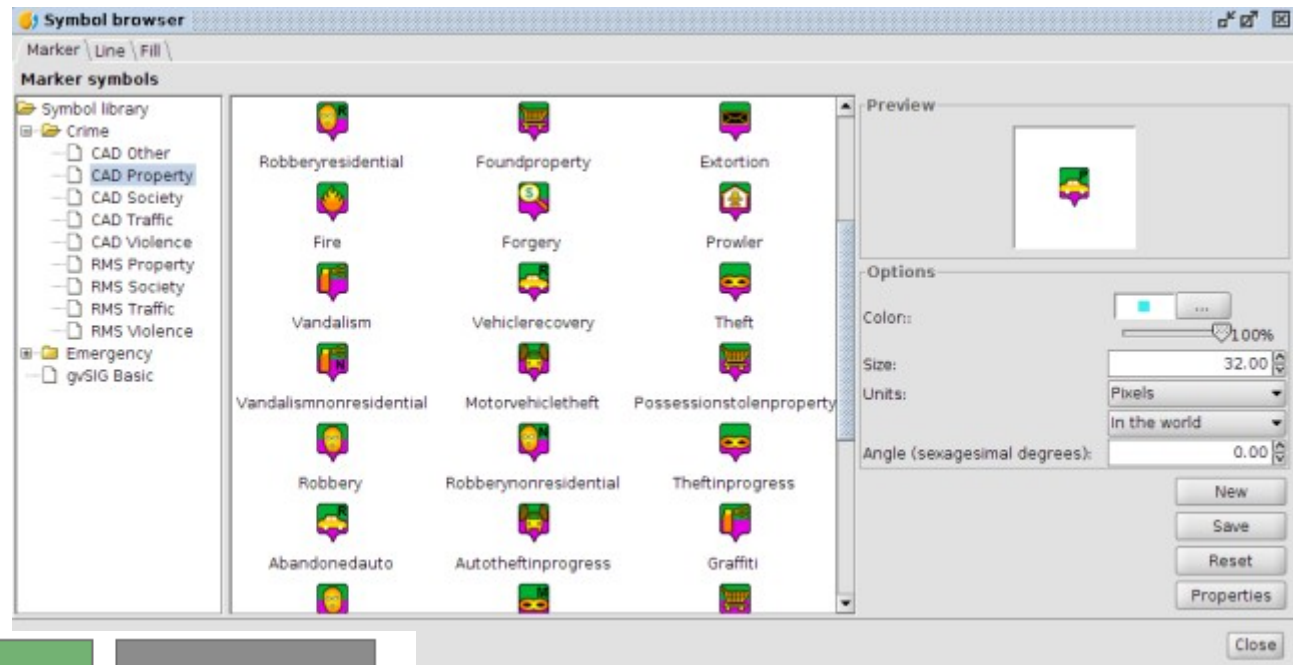 Symbol browser
Marker Line Fill
Marker symbols
Symbol library
Crime
CAD Other
CAD Property
CAD Society
CAD Traffic
CAD Violence
RMS Property
RMS Society
RMS Traffic
RMS Violence
Emergency
gvSIG Basic
Robberyresidential Foundproperty Extortion
Fire Forgery Prowler
Vandalism Vehiclerecovery Theft
Vandalismnonresidential Motorvehicletheft Possessionstolenproperty
Robbery Robberynonresidential Theftinprogress
Abandonedauto Autotheftinprogress Graffiti
Preview
Options
Color:: ...
100%
Size: 32.00
Units: Pixels
In the world
Angle (sexagesimal degrees): 0.00
New
Save
Reset
Properties
Close